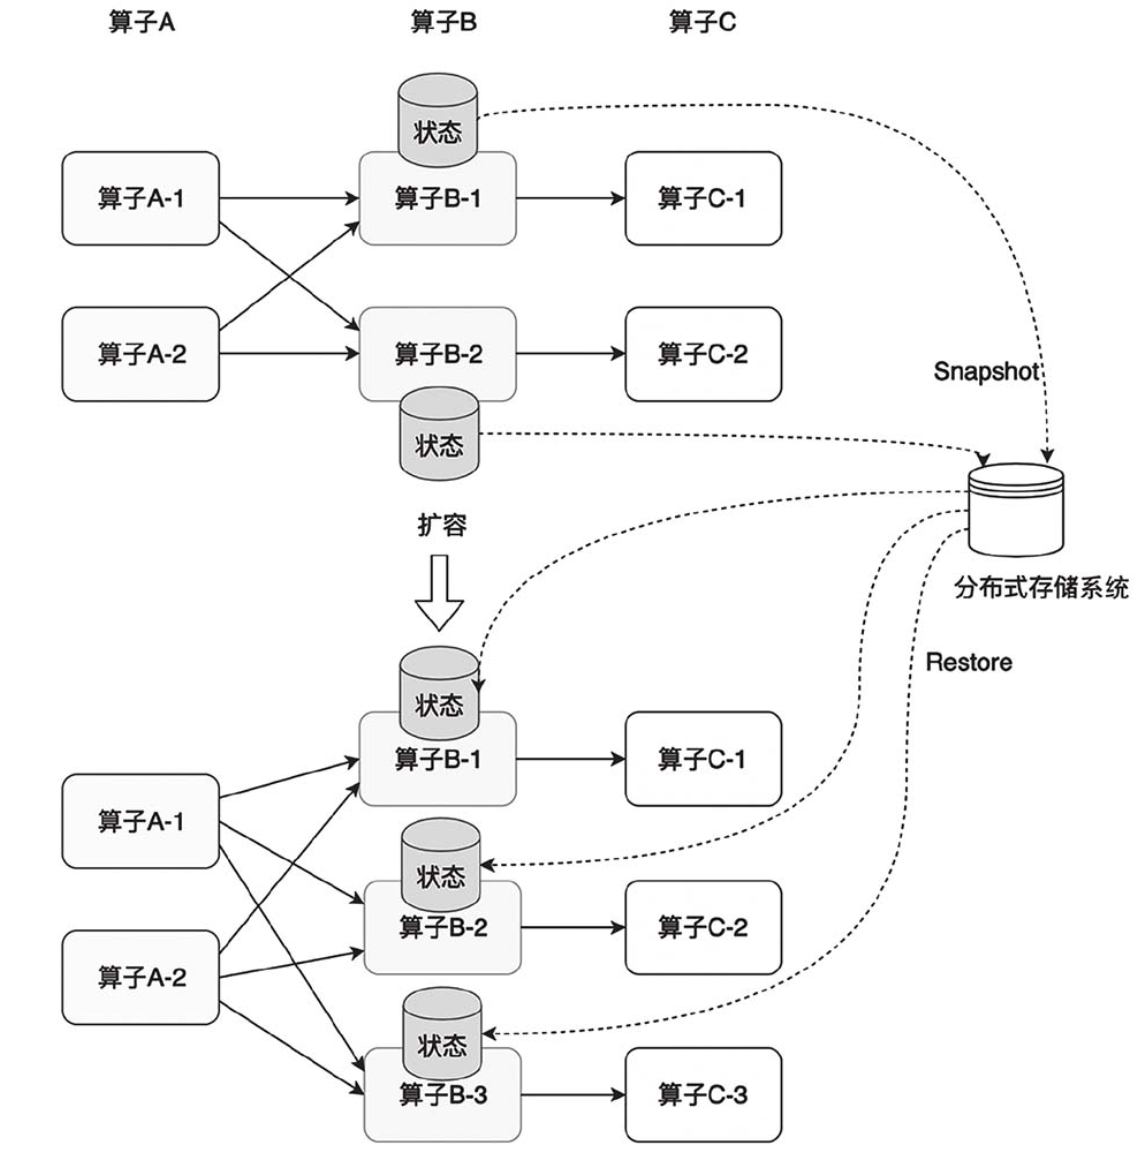 算子A
算子B
算子C
状态
算子A-1
算子B-1
算子C-1
算子A-2
算子B-2
算子C-2
Snapshot
状态
扩容
分布式存储系统
Restore
状态
算子B-1
算子C-1
算子A-1
状态
算子B-2
算子C-2
算子A-2
状态
算子B-3
算子C-3